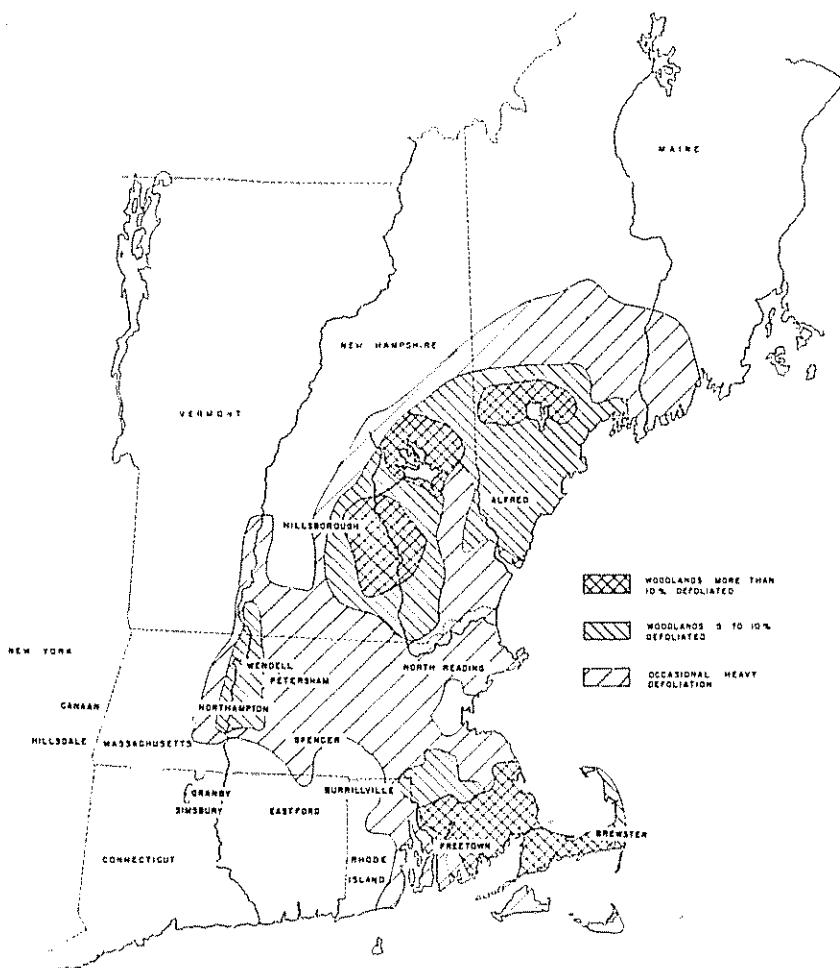 MAINE
NEW HAMPSHIRE
VERMONT
ALFRED
HILLSBOROUGH
WOODLANDS MORE THAN
10% DEFOLIATED
WOODLANDS 5 TO 10%
DEFOLIATED
OCCASIONAL HEAVY
DEFOLIATION
NEW YORK
WENDELL
NORTH READING
PETERSHAM
CANAAN
NORTHAMPTON
HILLSDALE
MASSACHUSETTS
SPENCER
GRANBY
BURRILLVILLE
SIMSBURY
EASTFORD
BREWSTER
FREETOWN
CONNECTICUT
RHODE
ISLAND